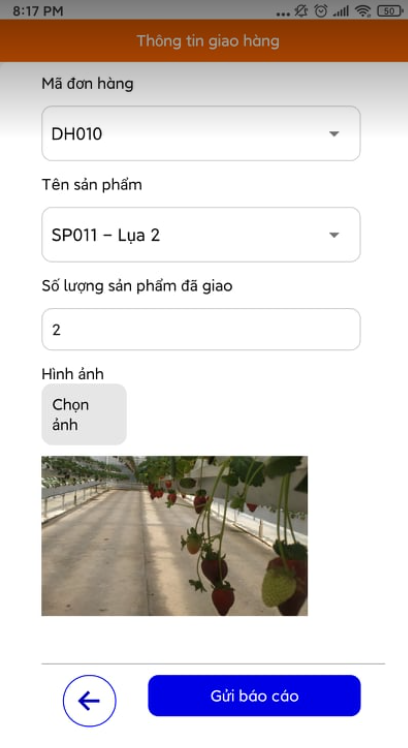 8:17 PM
50
Thông tin giao hàng
Mã đơn hàng
DH010
Tên sản phẩm
SP011 – Lụa 2
Số lượng sản phẩm đã giao
2
Hình ảnh
Chọn
ảnh
Gửi báo cáo